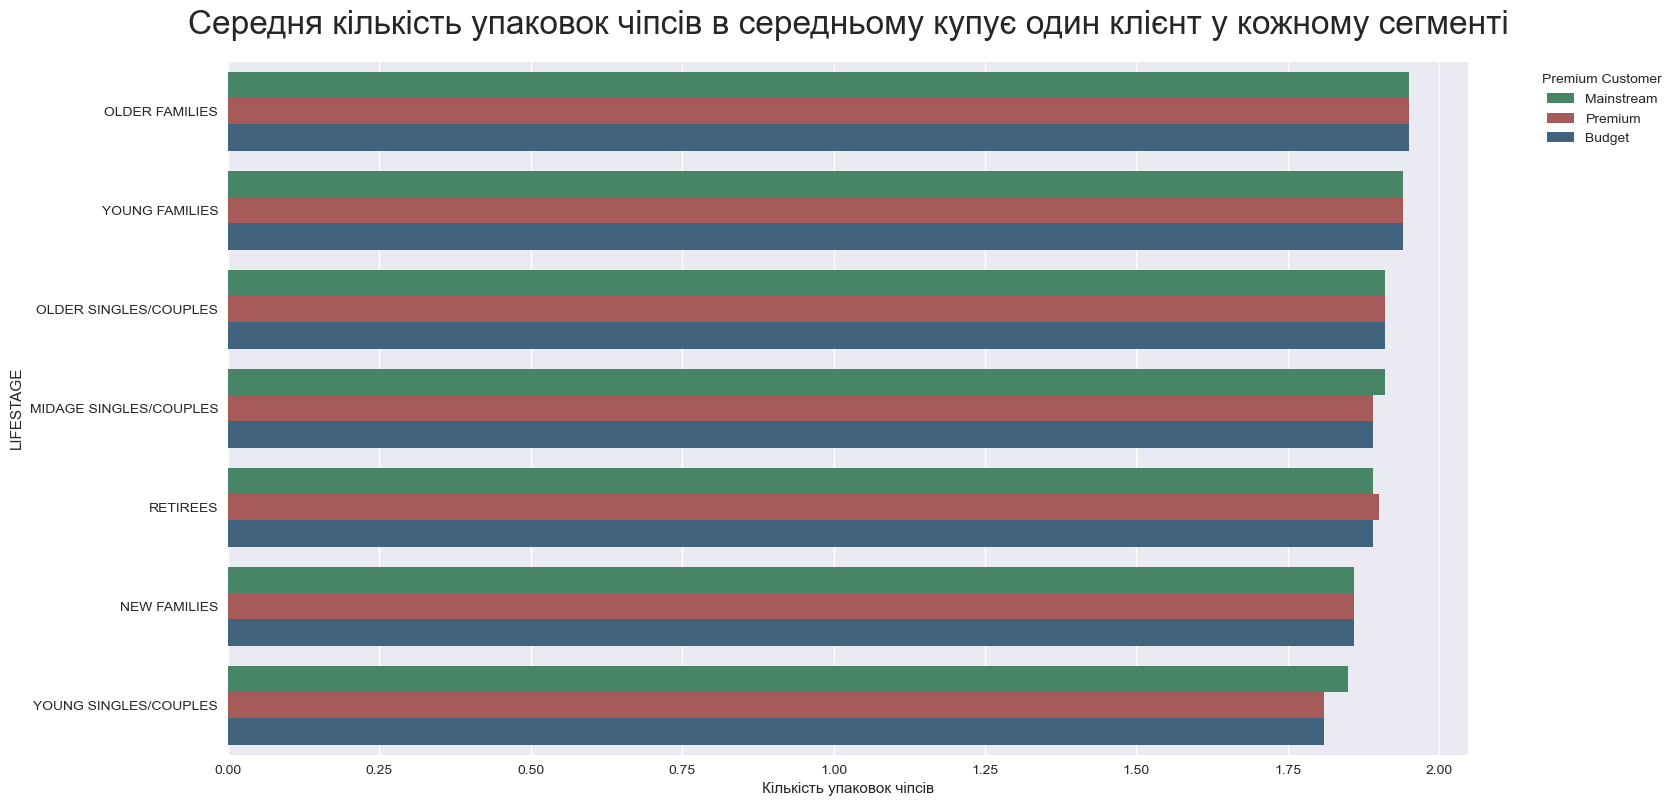 Середня кількість упаковок чіпсів в середньому купує один клієнт у кожному сегменті
Premium Customer
Mainstream
Premium
Budget
LIFESTAGE
OLDER FAMILIES
YOUNG FAMILIES
OLDER SINGLES/COUPLES
MIDAGE SINGLES/COUPLES
RETIREES
NEW FAMILIES
YOUNG SINGLES/COUPLES
0.00 0.25 0.50 0.75 1.00 1.25 1.50 1.75 2.00
Кількість упаковок чіпсів